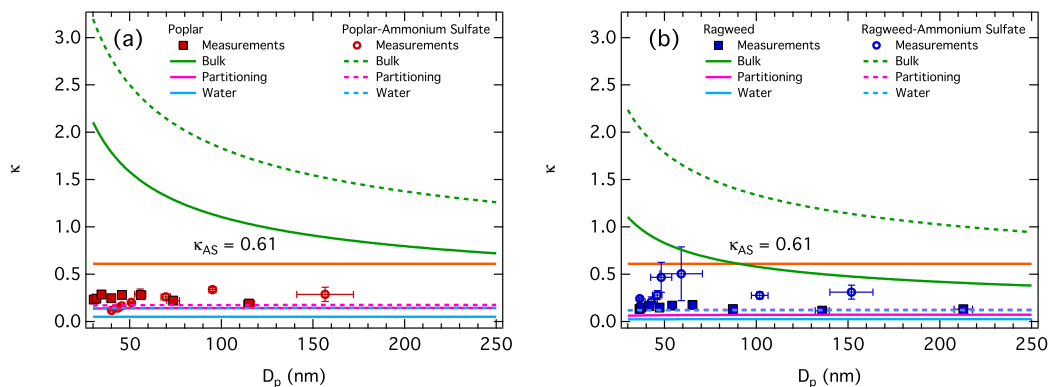 (a)
Poplar
Measurements
Bulk
Partitioning
Water
Poplar-Ammonium Sulfate
Measurements
Bulk
Partitioning
Water
κAS = 0.61
3.0
2.5
2.0
1.5
1.0
0.5
0.0
κ
50 100 150 200 250
Dp (nm)
(b)
Ragweed
Measurements
Bulk
Partitioning
Water
Ragweed-Ammonium Sulfate
Measurements
Bulk
Partitioning
Water
κAS = 0.61
3.0
2.5
2.0
1.5
1.0
0.5
0.0
κ
50 100 150 200 250
Dp (nm)